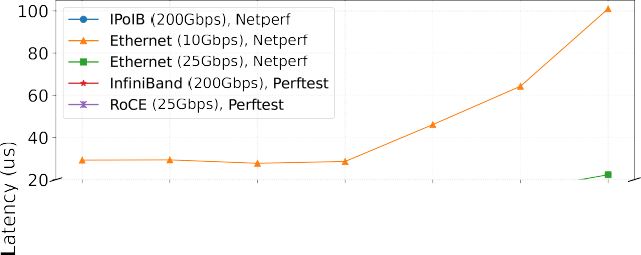 100
80
60
40
20
Latency (us)
IPoIB (200Gbps), Netperf
Ethernet (10Gbps), Netperf
Ethernet (25Gbps), Netperf
InfiniBand (200Gbps), Perftest
RoCE (25Gbps), Perftest